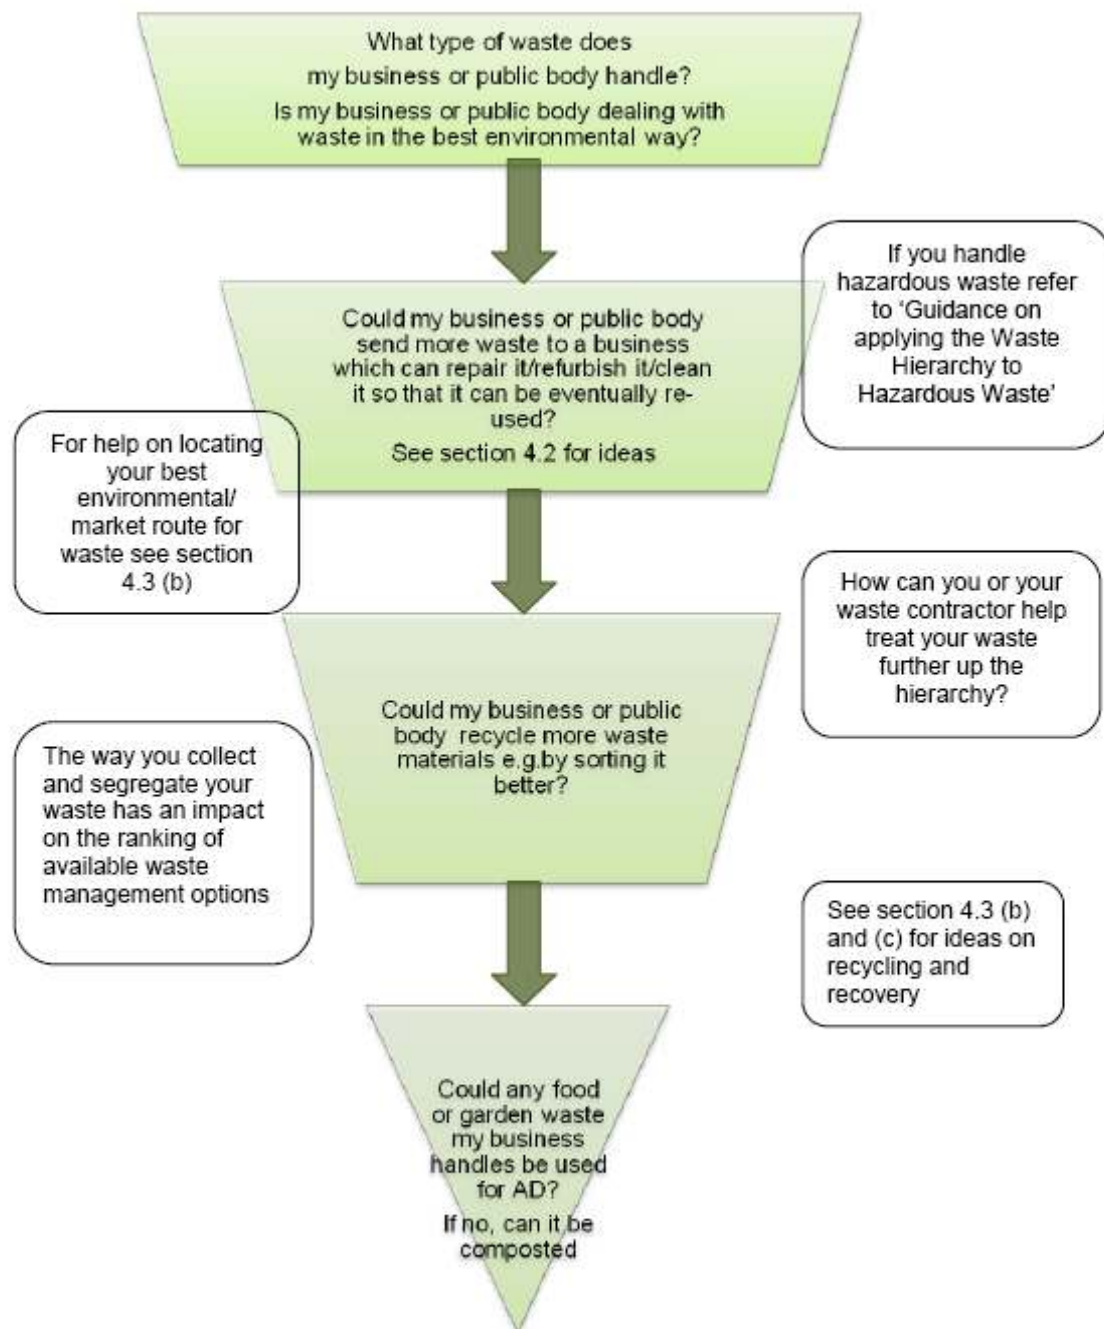 What type of waste does
my business or public body handle?
Is my business or public body dealing with
waste in the best environmental way?
If you handle
hazardous waste refer
to ‘Guidance on
applying the Waste
Hierarchy to
Hazardous Waste’
Could my business or public body
send more waste to a business
which can repair it/refurbish it/clean
it so that it can be eventually re-
used?
See section 4.2 for ideas
For help on locating
your best
environmental/
market route for
waste see section
4.3 (b)
How can you or your
waste contractor help
treat your waste
further up the
hierarchy?
Could my business or public
body recycle more waste
materials e.g.by sorting it
better?
The way you collect
and segregate your
waste has an impact
on the ranking of
available waste
management options
See section 4.3 (b)
and (c) for ideas on
recycling and
recovery
Could any food
or garden waste
my business
handles be used
for AD?
If no, can it be
composted